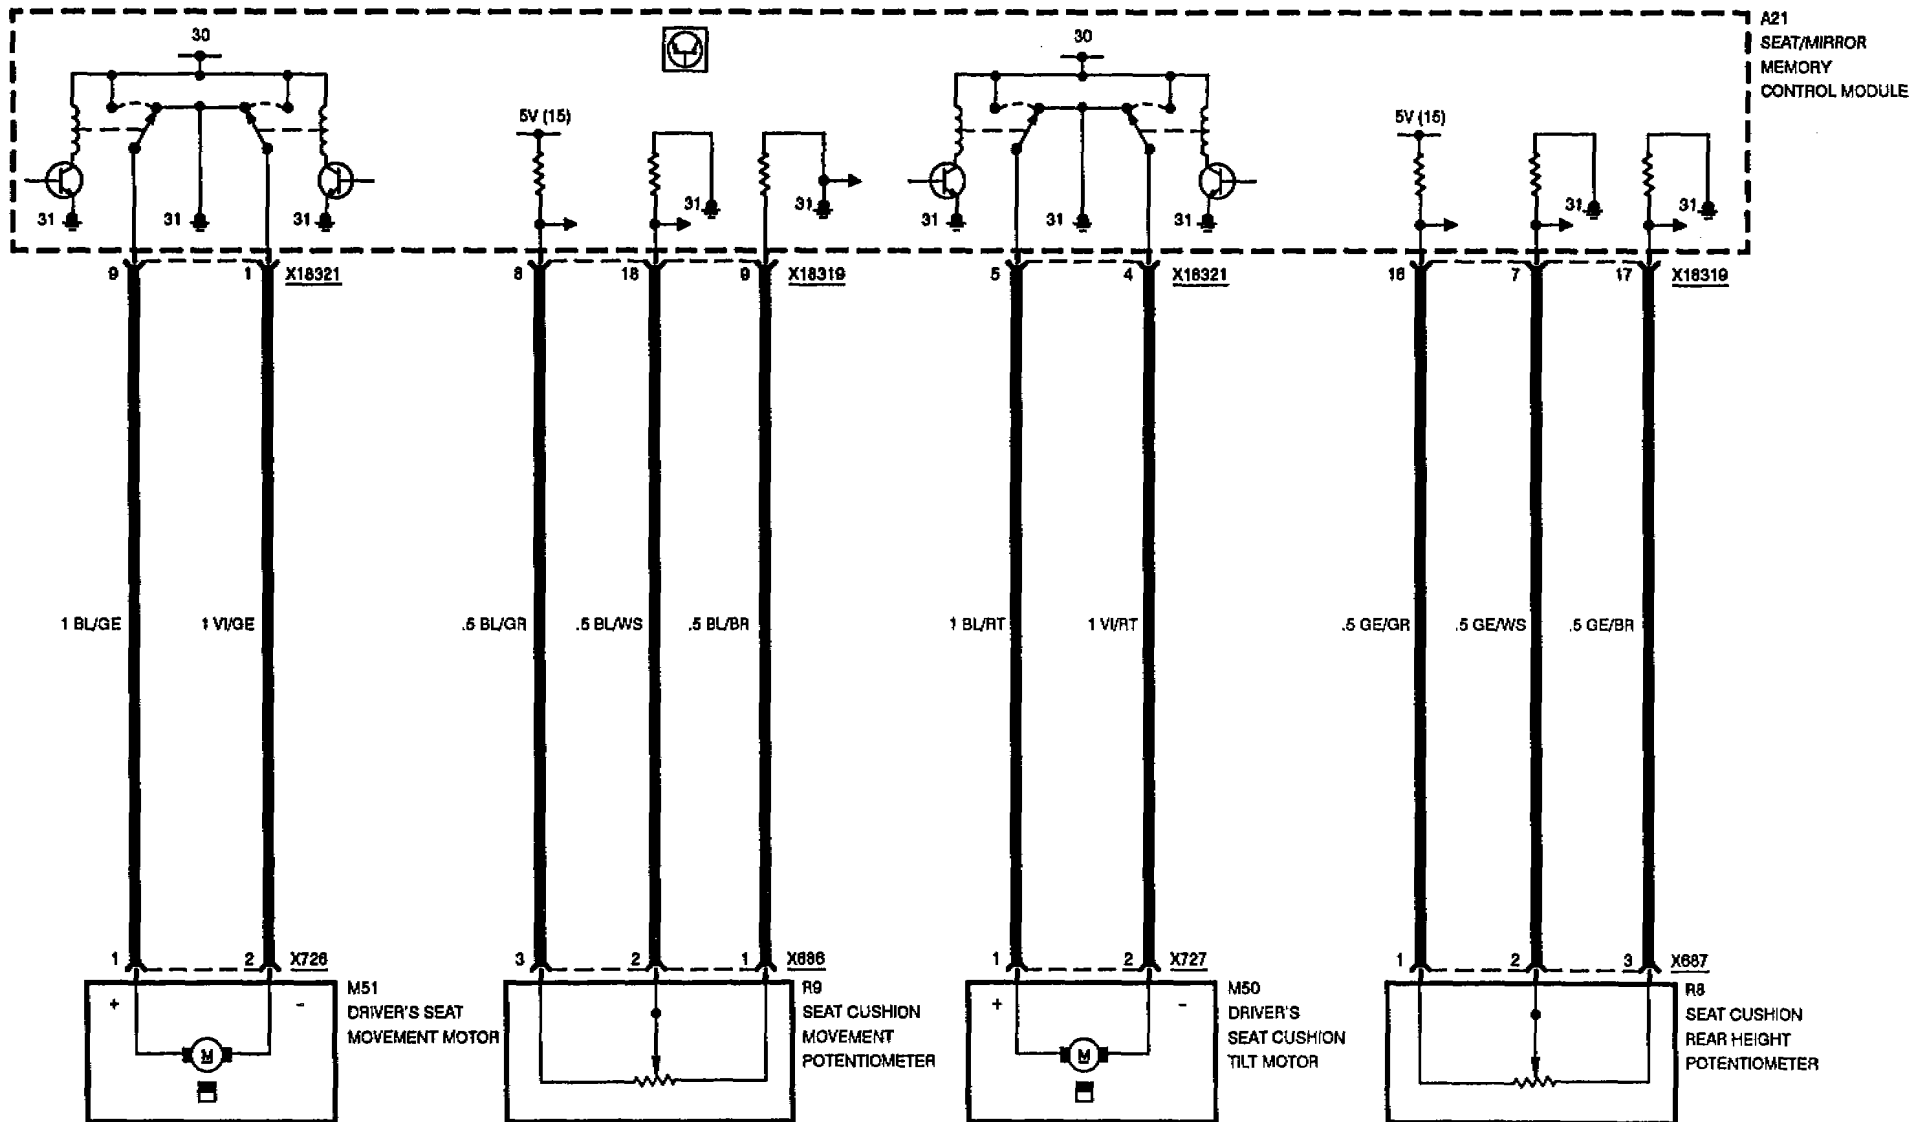 A21
SEAT/MIRROR
MEMORY
CONTROL MODULE
30
30
5V (15)
5V (15)
31 31 31 31 31 31 31 31 31 31
9 1 X18321
8 18 9 X18319
5 4 X18321
16 7 17 X18319
1 BL/GE 1 VI/GE .5 BL/GR .5 BL/WS .5 BL/BR 1 BL/RT 1 VI/RT .5 GE/GR .5 GE/WS .5 GE/BR
1 2 X726
3 2 1 X686
1 2 X727
1 2 3 X687
+ -
M
M51
DRIVER'S SEAT
MOVEMENT MOTOR
R9
SEAT CUSHION
MOVEMENT
POTENTIOMETER
+ -
M
M50
DRIVER'S
SEAT CUSHION
TILT MOTOR
R8
SEAT CUSHION
REAR HEIGHT
POTENTIOMETER